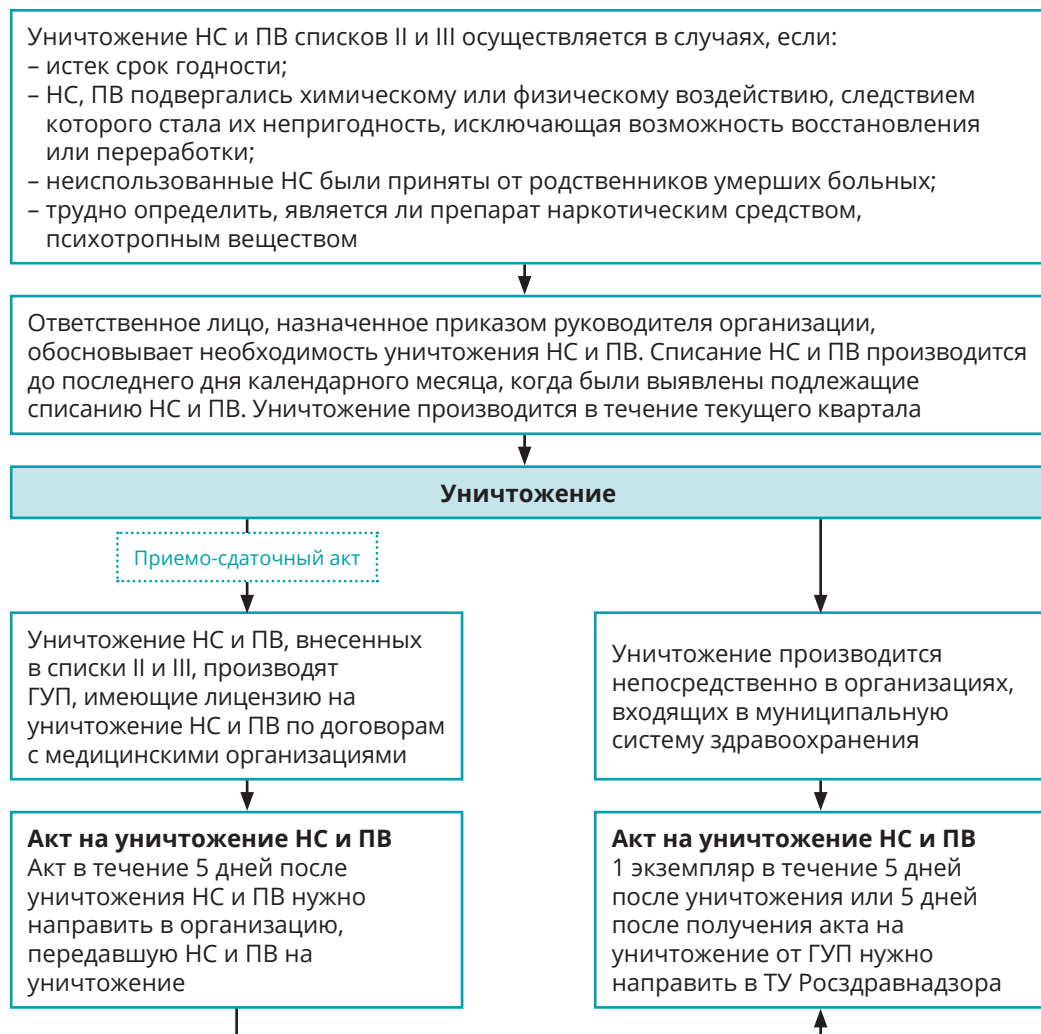 Уничтожение НС и ПВ списков II и III осуществляется в случаях, если:
– истек срок годности;
– НС, ПВ подвергались химическому или физическому воздействию, следствием
которого стала их непригодность, исключающая возможность восстановления
или переработки;
– неиспользованные НС были приняты от родственников умерших больных;
– трудно определить, является ли препарат наркотическим средством,
психотропным веществом
Ответственное лицо, назначенное приказом руководителя организации,
обосновывает необходимость уничтожения НС и ПВ. Списание НС и ПВ производится
до последнего дня календарного месяца, когда были выявлены подлежащие
списанию НС и ПВ. Уничтожение производится в течение текущего квартала
Уничтожение
Приемо-сдаточный акт
Уничтожение НС и ПВ, внесенных
в списки II и III, производят
ГУП, имеющие лицензию на
уничтожение НС и ПВ по договорам
с медицинскими организациями
Уничтожение производится
непосредственно в организациях,
входящих в муниципальную
систему здравоохранения
Акт на уничтожение НС и ПВ
Акт в течение 5 дней после
уничтожения НС и ПВ нужно
направить в организацию,
передавшую НС и ПВ на
уничтожение
Акт на уничтожение НС и ПВ
1 экземпляр в течение 5 дней
после уничтожения или 5 дней
после получения акта на
уничтожение от ГУП нужно
направить в ТУ Росздравнадзора